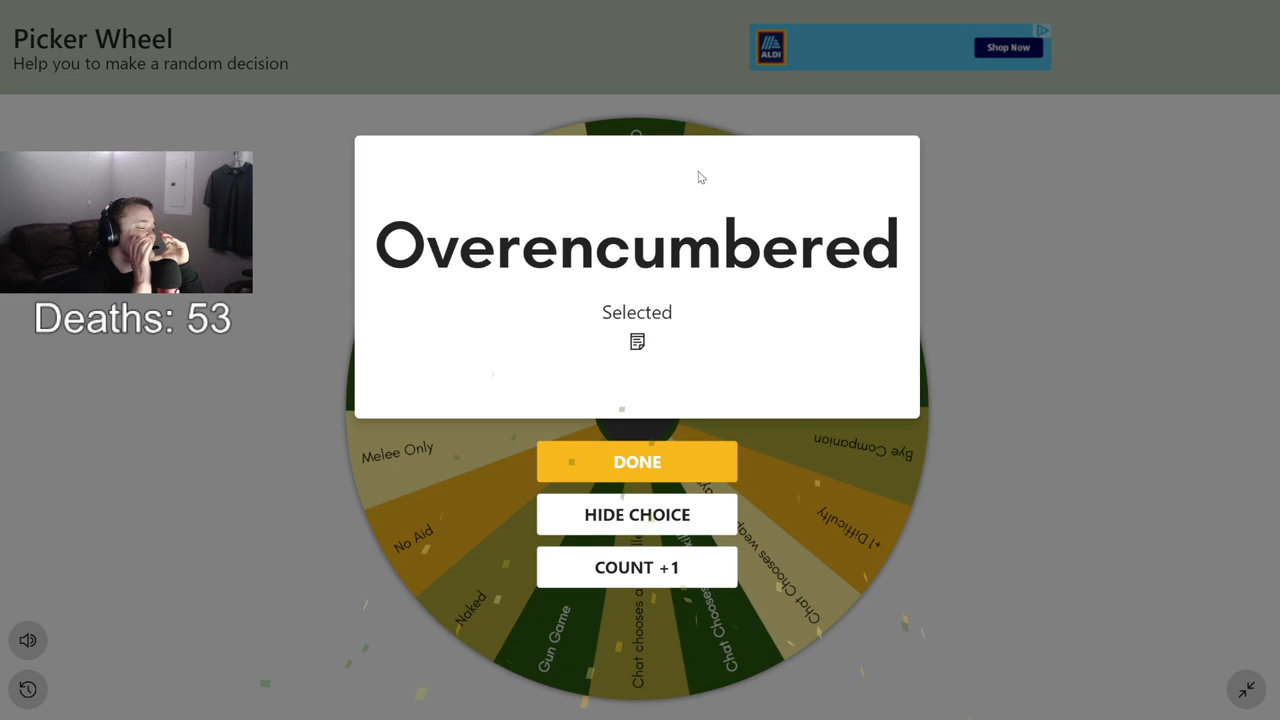 Picker Wheel
Help you to make a random decision
ALDI
Shop Now
Overencumbered
Selected
Deaths: 53
DONE
HIDE CHOICE
COUNT +1
Melee Only
No Aid
Naked
Gun Game
Chat chooses a
Chat Chooses
Chat Chooses weap
+1 Difficulty
Bye Companion